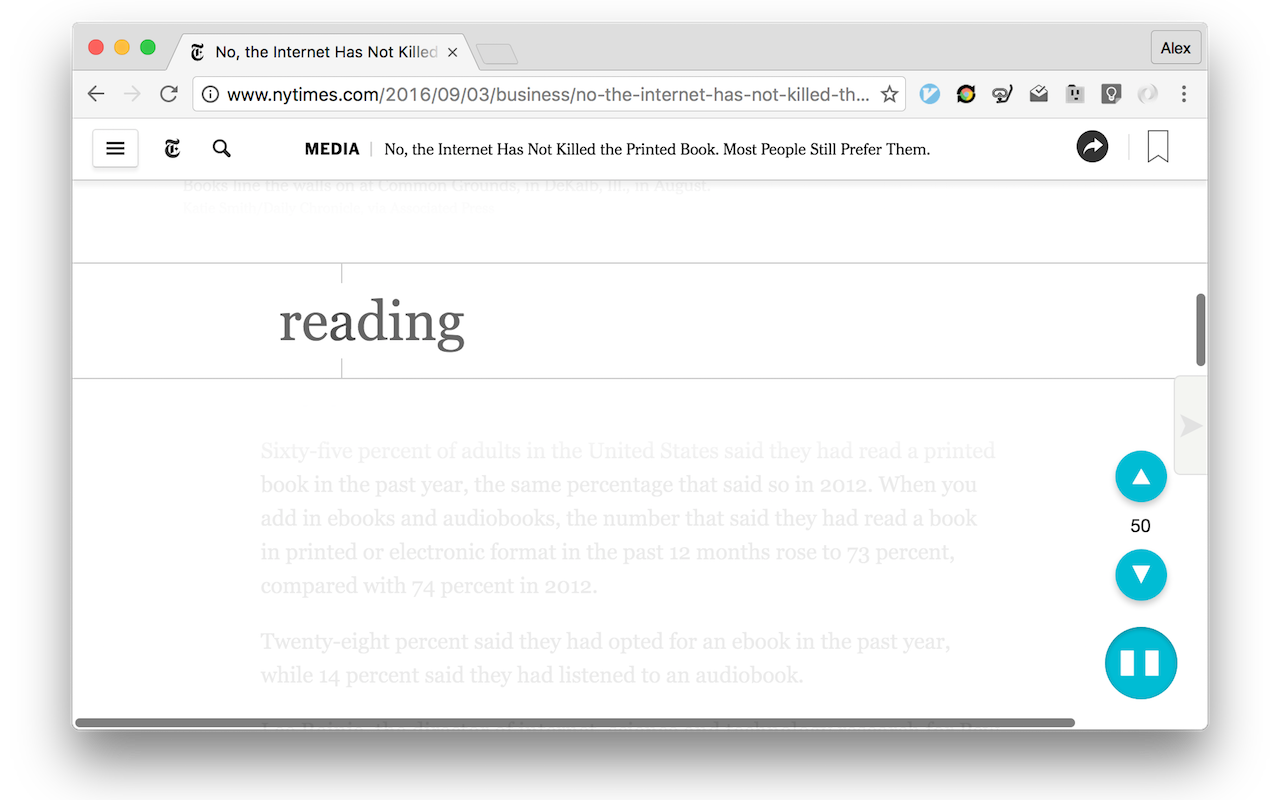 No, the Internet Has Not Killed
Alex
www.nytimes.com/2016/09/03/business/no-the-internet-has-not-killed-th...
MEDIA | No, the Internet Has Not Killed the Printed Book. Most People Still Prefer Them.
Books line the walls on at Common Grounds, in DeKalb, Ill., in August.
reading
Sixty-five percent of adults in the United States said they had read a printed
book in the past year, the same percentage that said so in 2012. When you
add in ebooks and audiobooks, the number that said they had read a book
in printed or electronic format in the past 12 months rose to 73 percent,
compared with 74 percent in 2012.
50
Twenty-eight percent said they had opted for an ebook in the past year,
while 14 percent said they had listened to an audiobook.